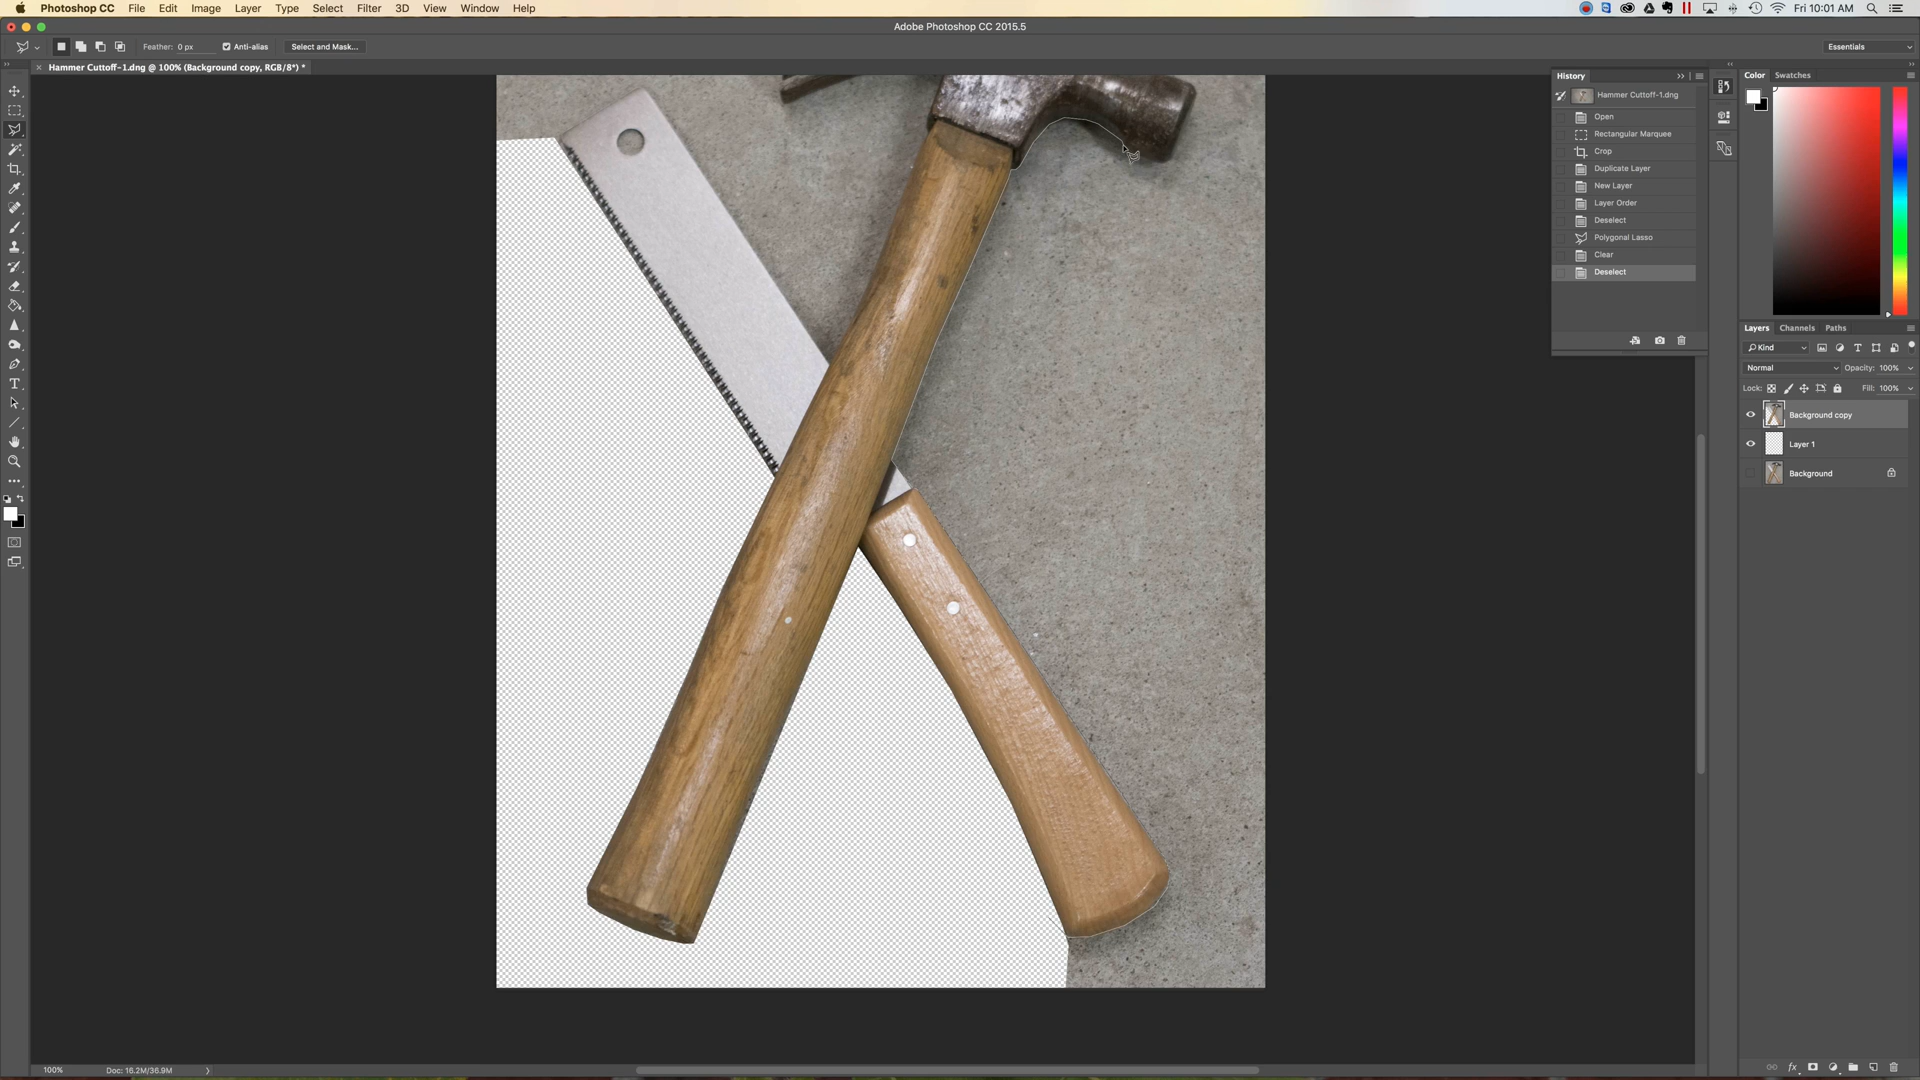 Photoshop CC File Edit Image Layer Type Select Filter 3D View Window Help Fri 10:01 AM
Adobe Photoshop CC 2015.5
Feather: 0 px Anti-alias Select and Mask... Essentials
Hammer Cuttoff-1.dng @ 100% (Background copy, RGB/8*) *
History
Hammer Cuttoff-1.dng
Open
Rectangular Marquee
Crop
Duplicate Layer
New Layer
Layer Order
Deselect
Polygonal Lasso
Clear
Deselect
Color Swatches
Layers Channels Paths
Kind
Normal Opacity: 100%
Lock: Fill: 100%
Background copy
Layer 1
Background
100% Doc: 16.2M/36.9M